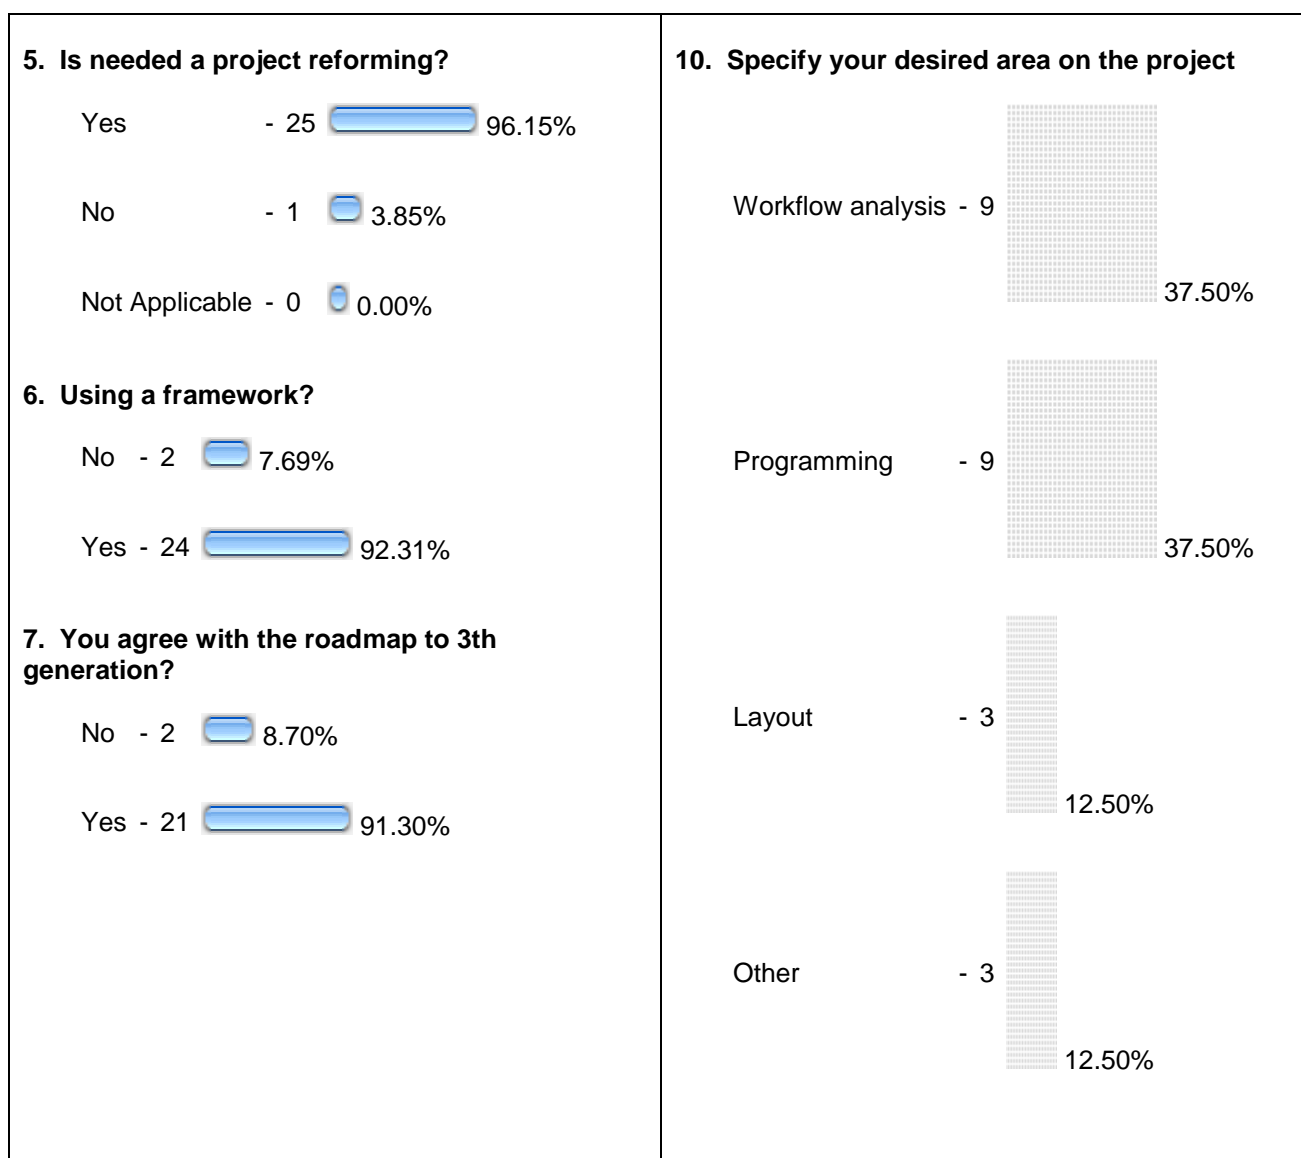 5. Is needed a project reforming?
Yes - 25 96.15%
No - 1 3.85%
Not Applicable - 0 0.00%
6. Using a framework?
No - 2 7.69%
Yes - 24 92.31%
7. You agree with the roadmap to 3th
generation?
No - 2 8.70%
Yes - 21 91.30%
10. Specify your desired area on the project
Workflow analysis - 9
37.50%
Programming - 9
37.50%
Layout - 3
12.50%
Other - 3
12.50%